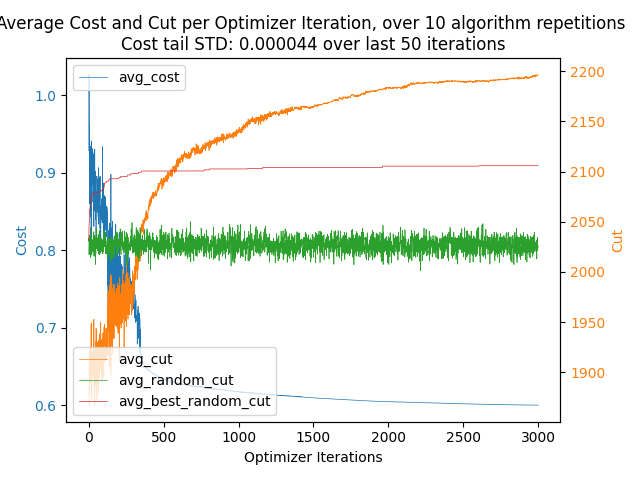 Average Cost and Cut per Optimizer Iteration, over 10 algorithm repetitions
Cost tail STD: 0.000044 over last 50 iterations
avg_cost
1.0
0.9
0.8
0.7
0.6
Cost
2200
2150
2100
2050
2000
1950
1900
Cut
avg_cut
avg_random_cut
avg_best_random_cut
0 500 1000 1500 2000 2500 3000
Optimizer Iterations